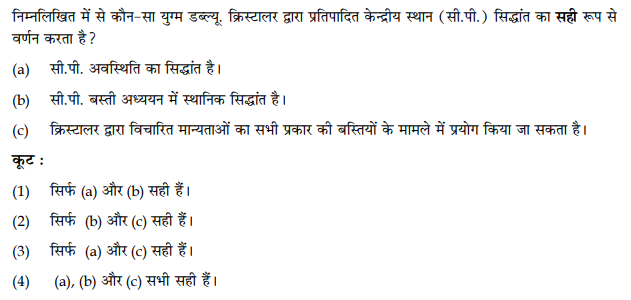 निम्नलिखित में से कौन-सा युग्म डब्ल्यू. क्रिस्टालर द्वारा प्रतिपादित केन्द्रीय स्थान (सी.पी.) सिद्धांत का सही रूप से
वर्णन करता है?
(a) सी.पी. अवस्थिति का सिद्धांत है।
(b) सी.पी. बस्ती अध्ययन में स्थानिक सिद्धांत है।
(c) क्रिस्टालर द्वारा विचारित मान्यताओं का सभी प्रकार की बस्तियों के मामले में प्रयोग किया जा सकता है।
कूट :
(1) सिर्फ (a) और (b) सही हैं।
(2) सिर्फ (b) और (c) सही हैं।
(3) सिर्फ (a) और (c) सही हैं।
(4) (a), (b) और (c) सभी सही हैं।